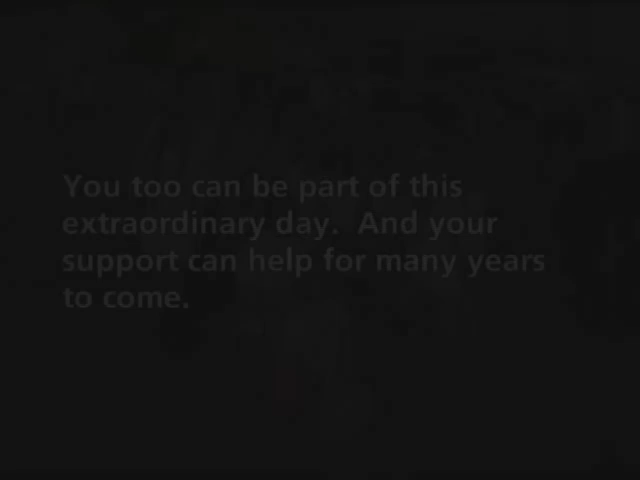 You too can be part of this
extraordinary day.  And your
support can help for many years
to come.